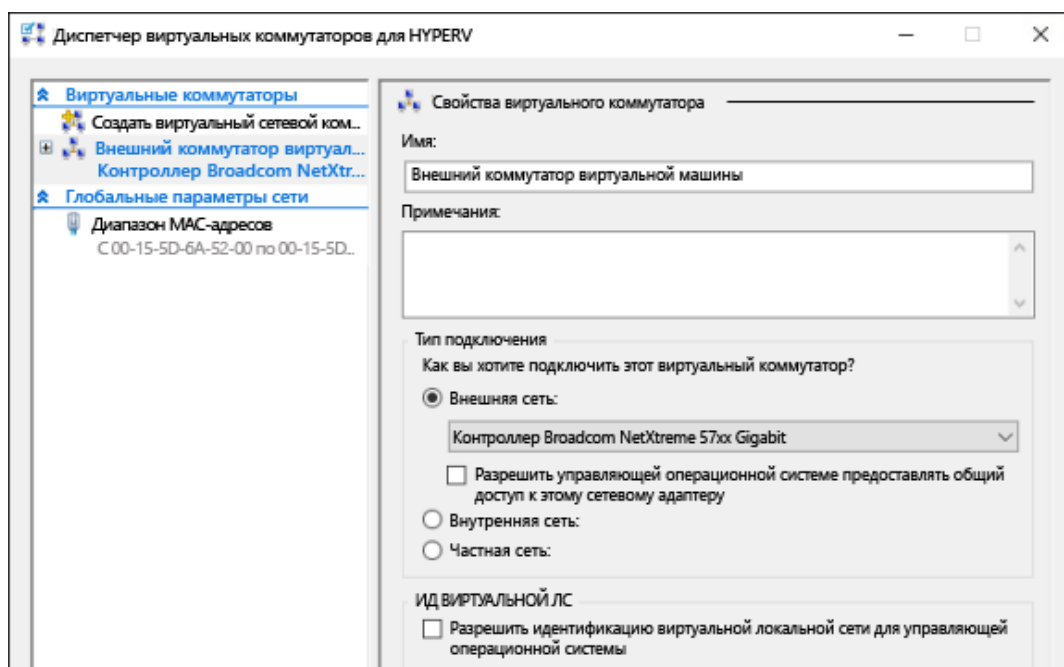 Диспетчер виртуальных коммутаторов для HYPERV
Виртуальные коммутаторы
Создать виртуальный сетевой ком...
Внешний коммутатор виртуал...
Контроллер Broadcom NetXtr...
Глобальные параметры сети
Диапазон MAC-адресов
C 00-15-5D-6A-52-00 по 00-15-5D...
Свойства виртуального коммутатора
Имя:
Внешний коммутатор виртуальной машины
Примечания:
Тип подключения
Как вы хотите подключить этот виртуальный коммутатор?
Внешняя сеть:
Контроллер Broadcom NetXtreme 57xx Gigabit
Разрешить управляющей операционной системе предоставлять общий
доступ к этому сетевому адаптеру
Внутренняя сеть:
Частная сеть:
ИД ВИРТУАЛЬНОЙ ЛС
Разрешить идентификацию виртуальной локальной сети для управляющей
операционной системы